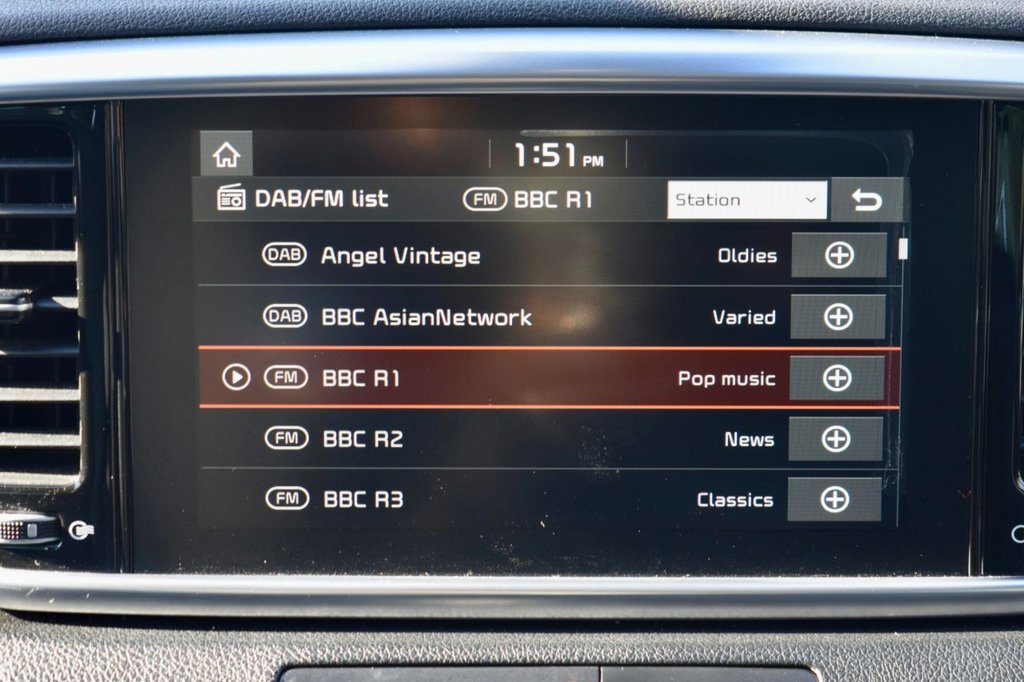 1:51 PM
DAB/FM list FM BBC R1 Station
DAB Angel Vintage Oldies
DAB BBC AsianNetwork Varied
FM BBC R1 Pop music
FM BBC R2 News
FM BBC R3 Classics